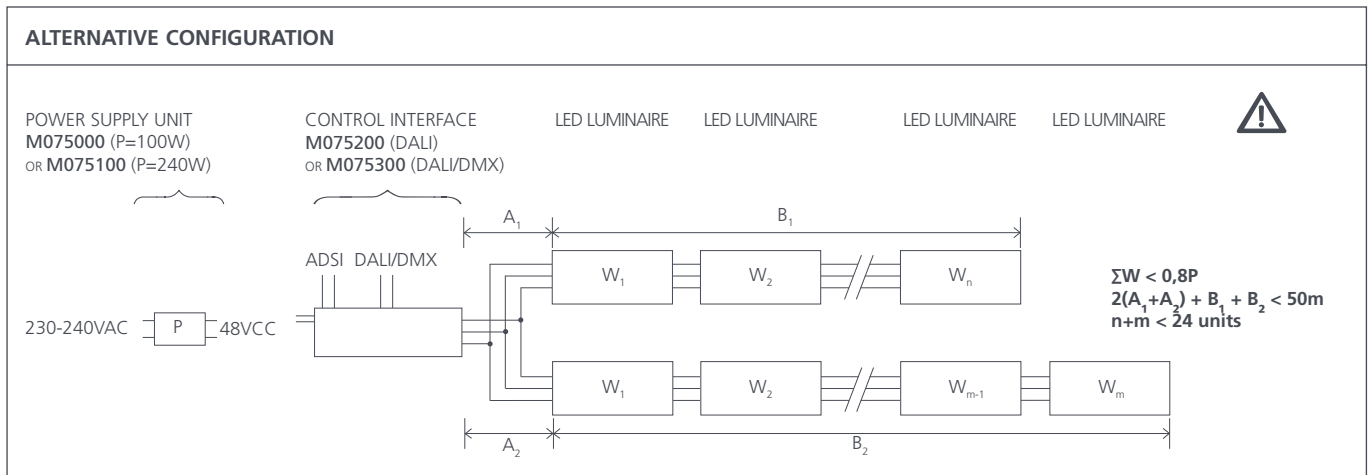 ALTERNATIVE CONFIGURATION
POWER SUPPLY UNIT
M075000 (P=100W)
OR M075100 (P=240W)
CONTROL INTERFACE
M075200 (DALI)
OR M075300 (DALI/DMX)
LED LUMINAIRE LED LUMINAIRE LED LUMINAIRE LED LUMINAIRE
!
A₁ B₁
ADSI DALI/DMX
W₁ W₂ Wₙ
∑W < 0,8P
2(A₁+A₂) + B₁ + B₂ < 50m
n+m < 24 units
230-240VAC P 48VCC
W₁ W₂ Wₘ₋₁ Wₘ
A₂ B₂